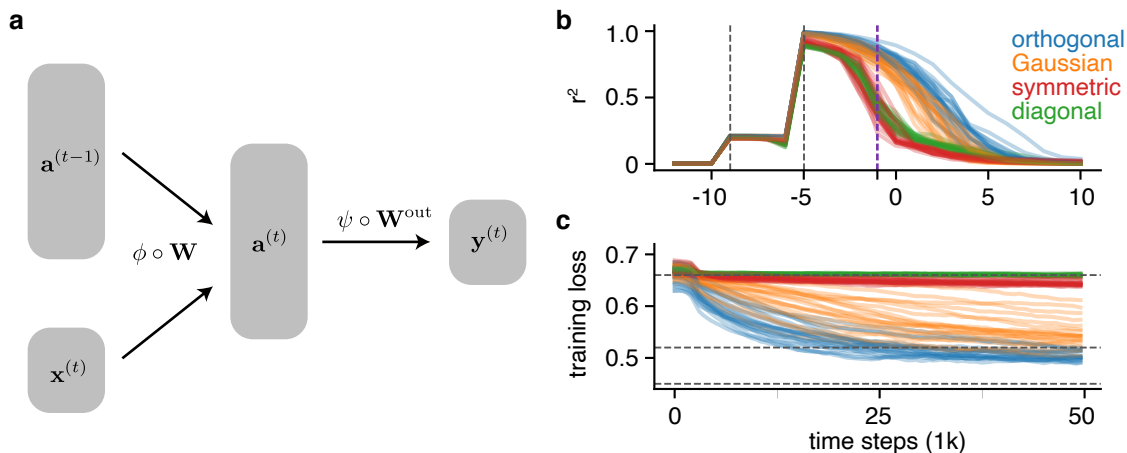 a
a^(t−1)
ϕ ∘ W
x^(t)
a^(t)
ψ ∘ W^out
y^(t)
b
r²
1.0
0.5
0
-10
-5
0
5
10
orthogonal
Gaussian
symmetric
diagonal
c
training loss
0.7
0.6
0.5
0
25
50
time steps (1k)